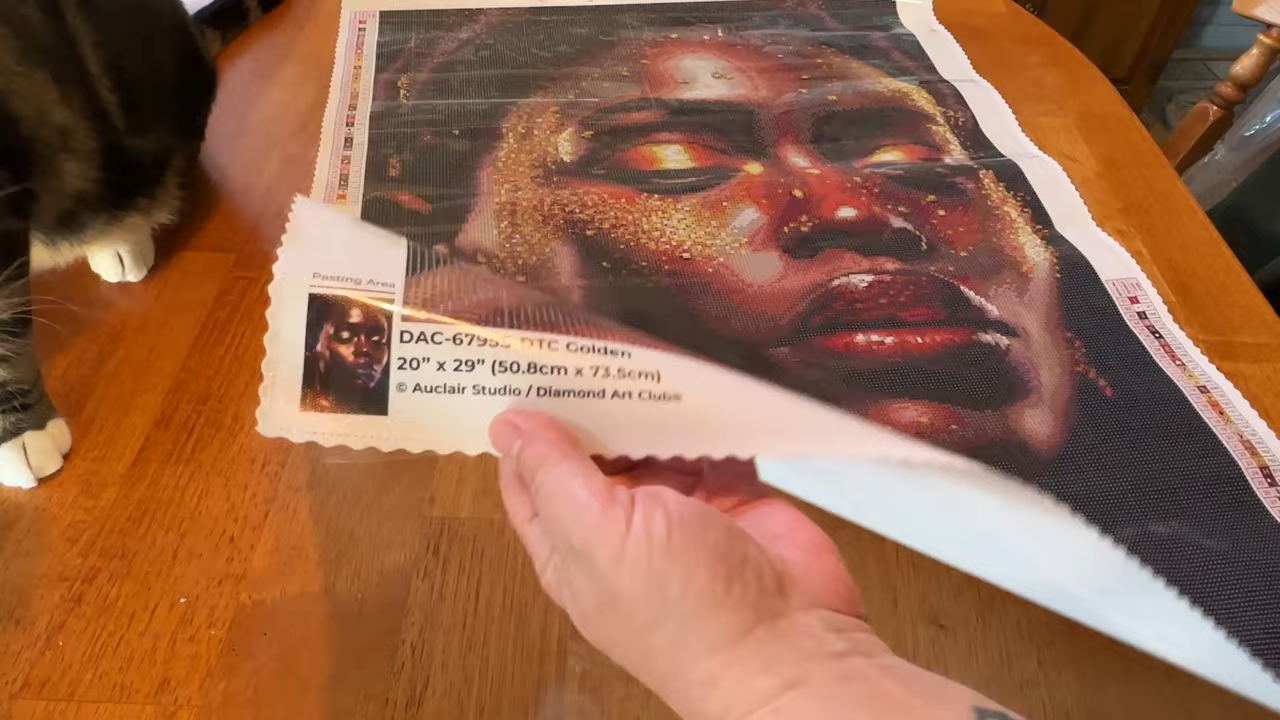 Pasting Area
DTC Golden
20” x 29” (50.8cm x 73.5cm)
© Auclair Studio / Diamond Art Club®